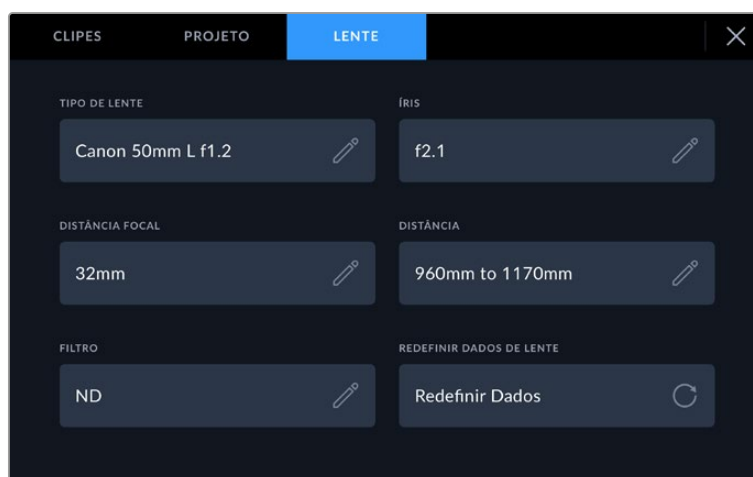 CLIPES PROJETO LENTE
TIPO DE LENTE ÍRIS
Canon 50mm L f1.2 f2.1
DISTÂNCIA FOCAL DISTÂNCIA
32mm 960mm to 1170mm
FILTRO REDEFINIR DADOS DE LENTE
ND Redefinir Dados